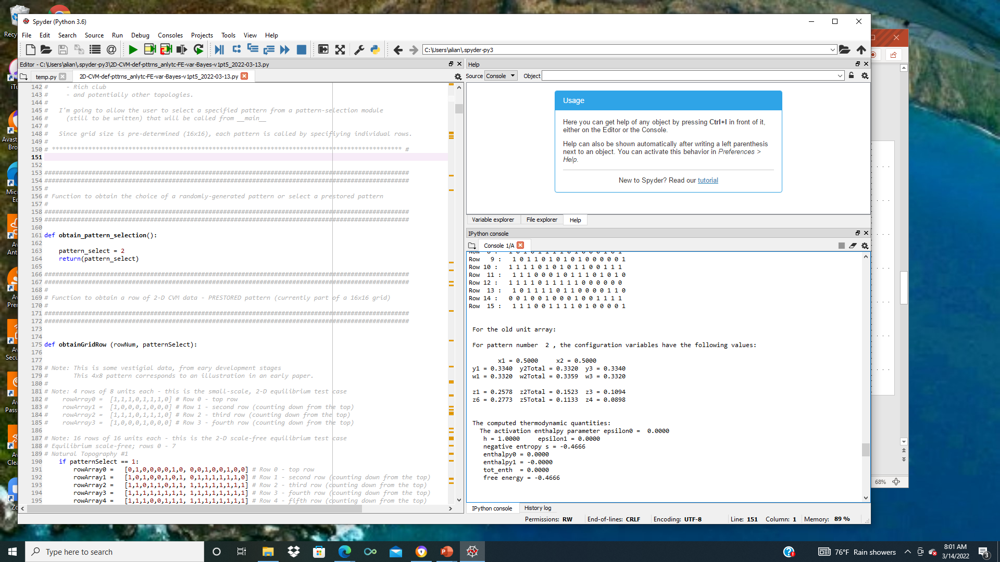 Spyder (Python 3.6)
File Edit Search Source Run Debug Consoles Projects Tools View Help
C:\Users\alian\.spyder-py3
Editor - C:\Users\alian\.spyder-py3\2D-CVM-def-pttrns_anlytc-FE-var-Bayes-v1pt5_2022-03-13.py
temp.py 2D-CVM-def-pttrns_anlytc-FE-var-Bayes-v1pt5_2022-03-13.py
142 # - Rich club
143 # - and potentially other topologies.
144 #
145 # I'm going to allow the user to select a specified pattern from a pattern-selection module
146 # (still to be written) that will be called from __main__
147 #
148 # Since grid size is pre-determined (16x16), each pattern is called by specifiying individual rows.
149 #
150 # ************************************************************************************************ #
151
152
153 ####################################################################################################
154 ####################################################################################################
155 #
156 # Function to obtain the choice of a randomly-generated pattern or select a prestored pattern
157 #
158 ####################################################################################################
159 ####################################################################################################
160
161 def obtain_pattern_selection():
162
163 pattern_select = 2
164 return(pattern_select)
165
166 ####################################################################################################
167 ####################################################################################################
168 #
169 # Function to obtain a row of 2-D CVM data - PRESTORED pattern (currently part of a 16x16 grid)
170 #
171 ####################################################################################################
172 ####################################################################################################
173
174
175 def obtainGridRow (rowNum, patternSelect):
176
177
178 # Note: This is some vestigial data, from eary development stages
179 # This 4x8 pattern corresponds to an illustration in an early paper.
180 #
181 # Note: 4 rows of 8 units each - this is the small-scale, 2-D equilibrium test case
182 # rowArray0 = [1,1,1,0,1,1,1,0] # Row 0 - top row
183 # rowArray1 = [1,0,0,0,1,0,0,0] # Row 1 - second row (counting down from the top)
184 # rowArray2 = [1,1,1,0,1,1,1,0] # Row 2 - third row (counting down from the top)
185 # rowArray3 = [1,0,0,0,1,0,0,0] # Row 3 - fourth row (counting down from the top)
186
187 # Note: 16 rows of 16 units each - this is the 2-D scale-free equilibrium test case
188 # Equilibrium scale-free; rows 0 - 7
189 # Natural Topography #1
190 if patternSelect == 1:
191 rowArray0 = [0,1,0,0,0,0,1,0, 0,0,1,0,0,1,0,0] # Row 0 - top row
192 rowArray1 = [1,0,1,0,0,1,0,1, 0,1,1,1,1,1,1,0] # Row 1 - second row (counting down from the top)
193 rowArray2 = [1,1,0,1,1,0,1,1, 1,1,1,1,1,1,1,1] # Row 2 - third row (counting down from the top)
194 rowArray3 = [1,1,1,1,1,1,1,1, 1,1,1,1,1,1,1,1] # Row 3 - fourth row (counting down from the top)
195 rowArray4 = [1,1,1,0,0,1,1,1, 1,1,1,1,1,1,1,1] # Row 4 - fifth row (counting down from the top)
Help
Source Console Object
Usage
Here you can get help of any object by pressing Ctrl+I in front of it,
either on the Editor or the Console.
Help can also be shown automatically after writing a left parenthesis
next to an object. You can activate this behavior in Preferences >
Help.
New to Spyder? Read our tutorial
Variable explorer File explorer Help
IPython console
Console 1/A
Row 9 : 1 0 1 1 0 1 0 1 0 1 0 0 0 0 0 1
Row 10 : 1 1 1 1 0 1 0 1 0 1 1 0 0 1 1 1
Row 11 : 1 1 1 0 0 0 1 0 1 1 1 0 1 0 1 0
Row 12 : 1 1 1 1 0 1 1 1 1 1 0 0 0 0 0 0
Row 13 : 1 0 1 1 1 1 0 1 1 0 0 0 0 1 1 0
Row 14 : 0 0 1 0 0 1 0 0 0 1 0 0 1 1 1 1
Row 15 : 1 1 1 0 0 1 1 1 1 0 1 0 0 0 0 1
For the old unit array:
For pattern number 2 , the configuration variables have the following values:
x1 = 0.5000 x2 = 0.5000
y1 = 0.3340 y2Total = 0.3320 y3 = 0.3340
w1 = 0.3320 w2Total = 0.3359 w3 = 0.3320
z1 = 0.2578 z2Total = 0.1523 z3 = 0.1094
z6 = 0.2773 z5Total = 0.1133 z4 = 0.0898
The computed thermodynamic quantities:
The activation enthalpy parameter epsilon0 = 0.0000
h = 1.0000 epsilon1 = 0.0000
negative entropy s = -0.4666
enthalpy0 = 0.0000
enthalpy1 = -0.0000
tot_enth = 0.0000
free energy = -0.4666
IPython console History log
Permissions: RW End-of-lines: CRLF Encoding: UTF-8 Line: 151 Column: 1 Memory: 89 %
68%
Type here to search
76°F Rain showers
8:01 AM
3/14/2022
3